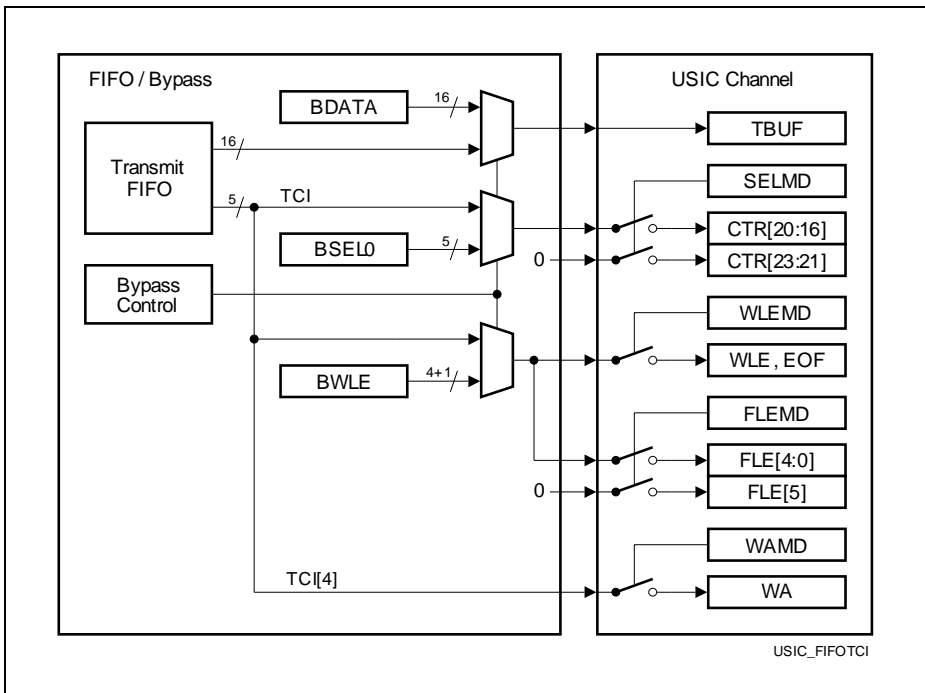 FIFO / Bypass
USIC Channel
BDATA
16
TBUF
Transmit
FIFO
16
5
TCI
SELMD
CTR[20:16]
BSEL0
5
0
CTR[23:21]
Bypass
Control
WLEMD
WLE , EOF
BWLE
4+1
FLEMD
FLE[4:0]
0
FLE[5]
WAMD
TCI[4]
WA
USIC_FIFOTCI